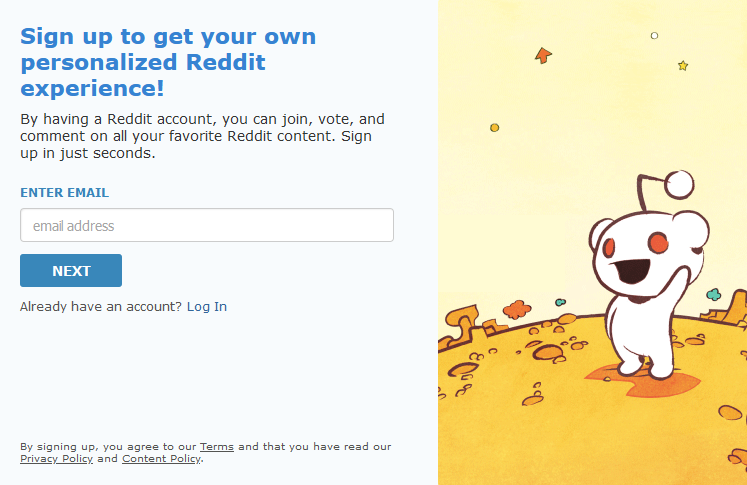 Sign up to get your own
personalized Reddit
experience!
By having a Reddit account, you can join, vote, and
comment on all your favorite Reddit content. Sign
up in just seconds.
ENTER EMAIL
email address
NEXT
Already have an account? Log In
By signing up, you agree to our Terms and that you have read our
Privacy Policy and Content Policy.